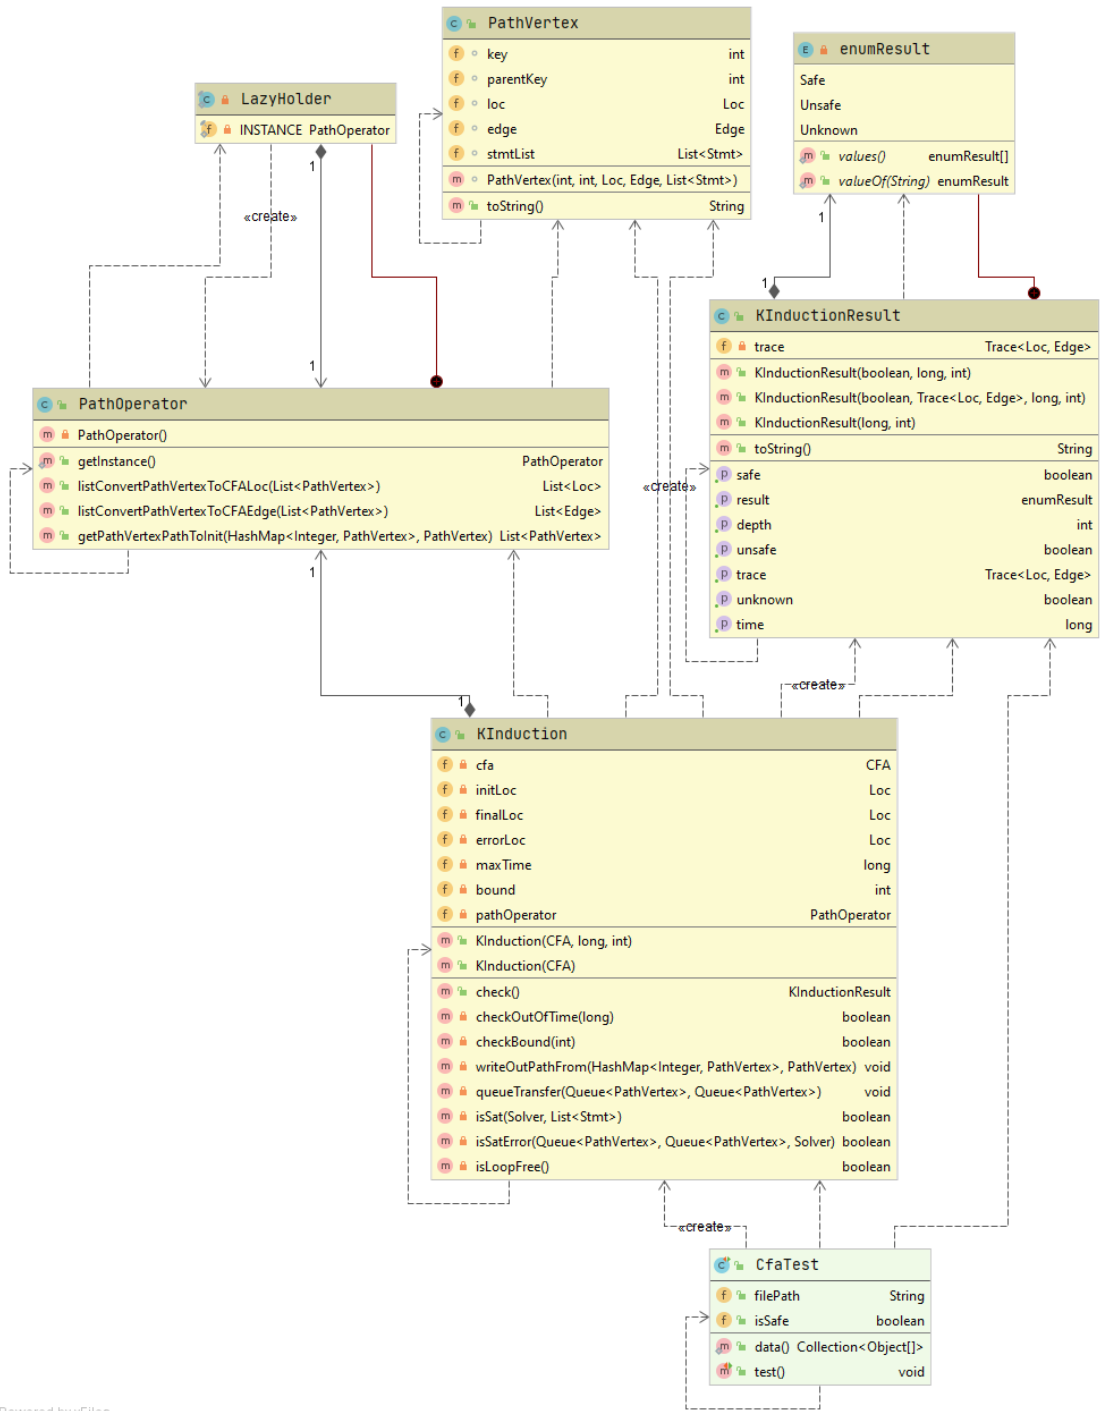 PathVertex
key int
parentKey int
loc Loc
edge Edge
stmtList List<Stmt>
PathVertex(int, int, Loc, Edge, List<Stmt>)
toString() String
enumResult
Safe
Unsafe
Unknown
values() enumResult[]
valueOf(String) enumResult
LazyHolder
INSTANCE PathOperator
1
«create»
1
1
1
KInductionResult
trace Trace<Loc, Edge>
KInductionResult(boolean, long, int)
KInductionResult(boolean, Trace<Loc, Edge>, long, int)
KInductionResult(long, int)
toString() String
safe boolean
result enumResult
depth int
unsafe boolean
trace Trace<Loc, Edge>
unknown boolean
time long
«create»
PathOperator
PathOperator()
getInstance() PathOperator
listConvertPathVertexToCFALoc(List<PathVertex>) List<Loc>
listConvertPathVertexToCFAEdge(List<PathVertex>) List<Edge>
getPathVertexPathToInit(HashMap<Integer, PathVertex>, PathVertex) List<PathVertex>
1
1
«create»
KInduction
cfa CFA
initLoc Loc
finalLoc Loc
errorLoc Loc
maxTime long
bound int
pathOperator PathOperator
KInduction(CFA, long, int)
KInduction(CFA)
check() KInductionResult
checkOutOfTime(long) boolean
checkBound(int) boolean
writeOutPathFrom(HashMap<Integer, PathVertex>, PathVertex) void
queueTransfer(Queue<PathVertex>, Queue<PathVertex>) void
isSat(Solver, List<Stmt>) boolean
isSatError(Queue<PathVertex>, Queue<PathVertex>, Solver) boolean
isLoopFree() boolean
«create»
CfaTest
filePath String
isSafe boolean
data() Collection<Object[]>
test() void